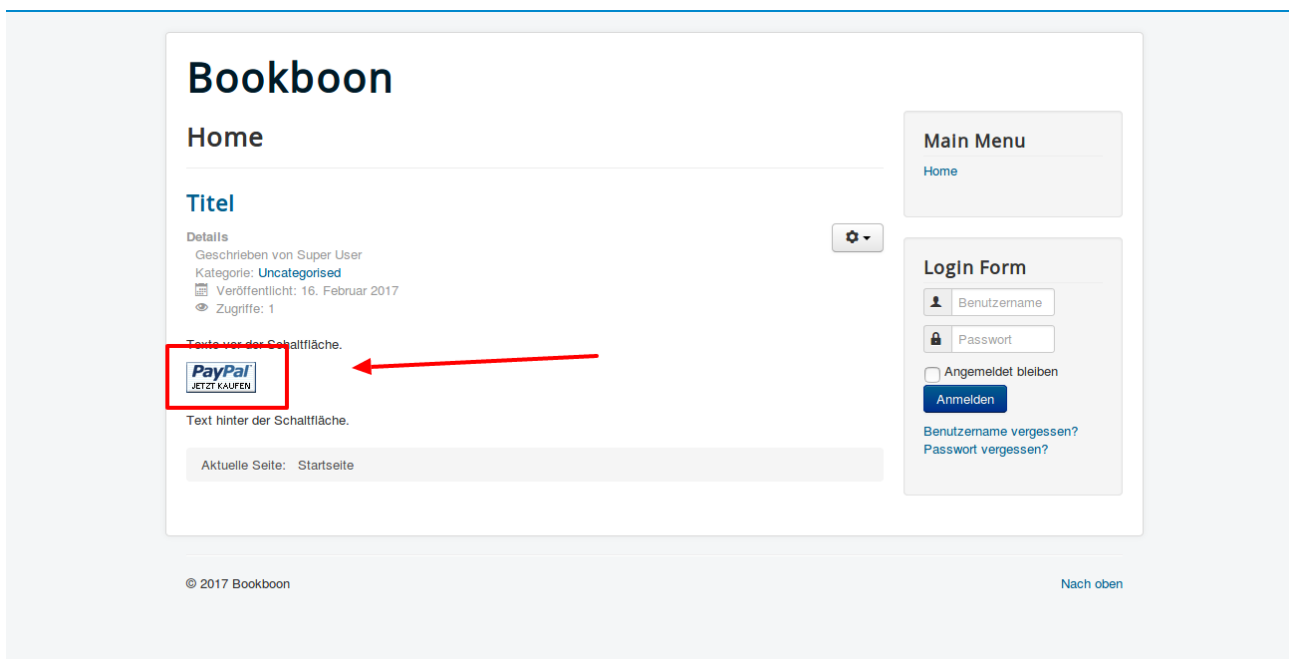 Bookboon
Home
Titel
Details
Geschrieben von Super User
Kategorie: Uncategorised
Veröffentlicht: 16. Februar 2017
Zugriffe: 1
Texte vor der Schaltfläche.
PayPal
JETZT KAUFEN
Text hinter der Schaltfläche.
Aktuelle Seite: Startseite
Main Menu
Home
Login Form
Benutzername
Passwort
Angemeldet bleiben
Anmelden
Benutzername vergessen?
Passwort vergessen?
© 2017 Bookboon
Nach oben